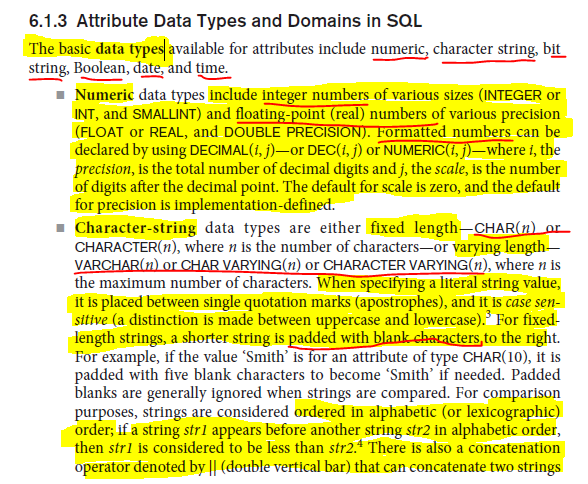 6.1.3 Attribute Data Types and Domains in SQL
The basic data types available for attributes include numeric, character string, bit
string, Boolean, date, and time.
■ Numeric data types include integer numbers of various sizes (INTEGER or
INT, and SMALLINT) and floating-point (real) numbers of various precision
(FLOAT or REAL, and DOUBLE PRECISION). Formatted numbers can be
declared by using DECIMAL(i, j)—or DEC(i, j) or NUMERIC(i, j)—where i, the
precision, is the total number of decimal digits and j, the scale, is the number
of digits after the decimal point. The default for scale is zero, and the default
for precision is implementation-defined.
■ Character-string data types are either fixed length—CHAR(n) or
CHARACTER(n), where n is the number of characters—or varying length—
VARCHAR(n) or CHAR VARYING(n) or CHARACTER VARYING(n), where n is
the maximum number of characters. When specifying a literal string value,
it is placed between single quotation marks (apostrophes), and it is case sen-
sitive (a distinction is made between uppercase and lowercase).³ For fixed-
length strings, a shorter string is padded with blank characters to the right.
For example, if the value ‘Smith’ is for an attribute of type CHAR(10), it is
padded with five blank characters to become ‘Smith’ if needed. Padded
blanks are generally ignored when strings are compared. For comparison
purposes, strings are considered ordered in alphabetic (or lexicographic)
order; if a string str1 appears before another string str2 in alphabetic order,
then str1 is considered to be less than str2.⁴ There is also a concatenation
operator denoted by || (double vertical bar) that can concatenate two strings